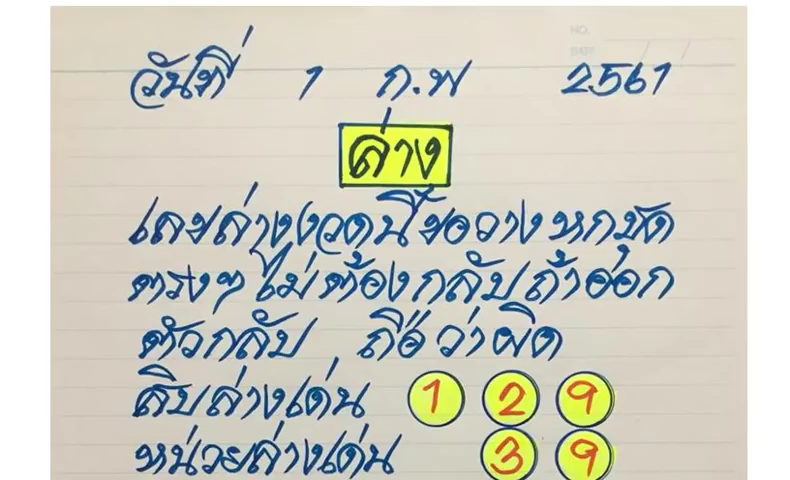 วันที่ 1 ก.พ 2561
ล่าง
เลขล่างงวดนี้ขอวางหกชุด
ตรงๆ ไม่ต้องกลับถ้าออก
ตัวกลับ ถือว่าผิด
สิบล่างเด่น 1 2 9
หน่วยล่างเด่น 3 9